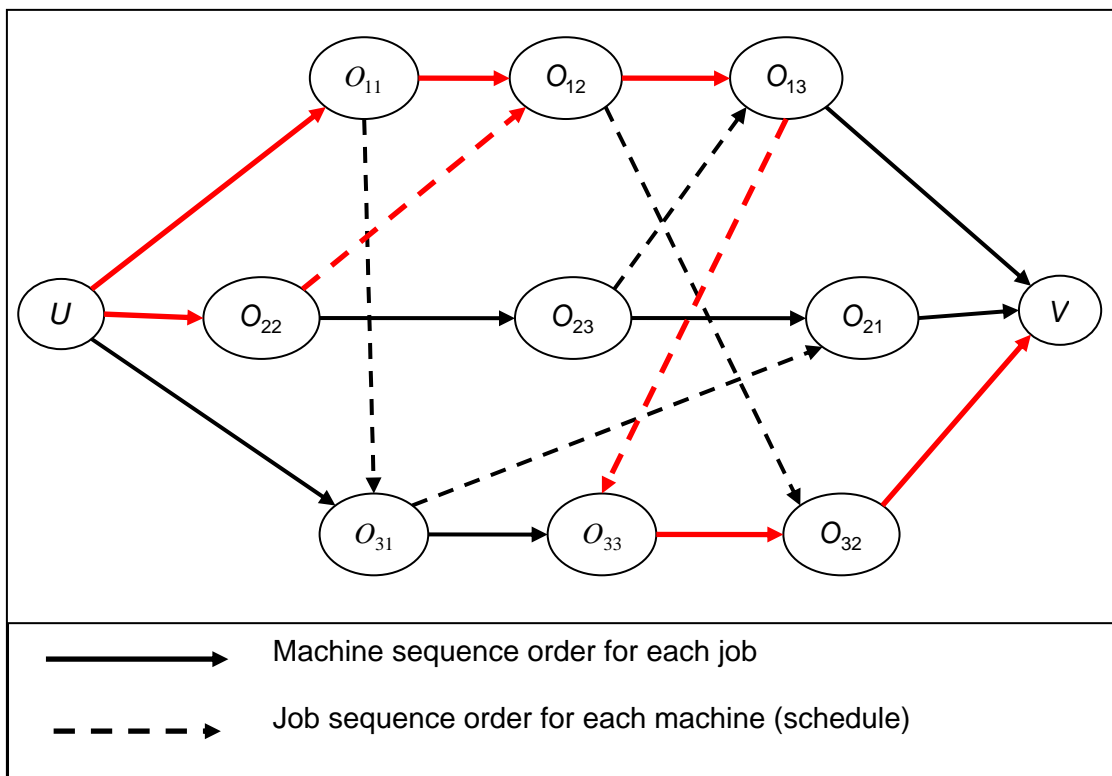 O11 O12 O13
U O22 O23 O21 V
O31 O33 O32
Machine sequence order for each job
Job sequence order for each machine (schedule)